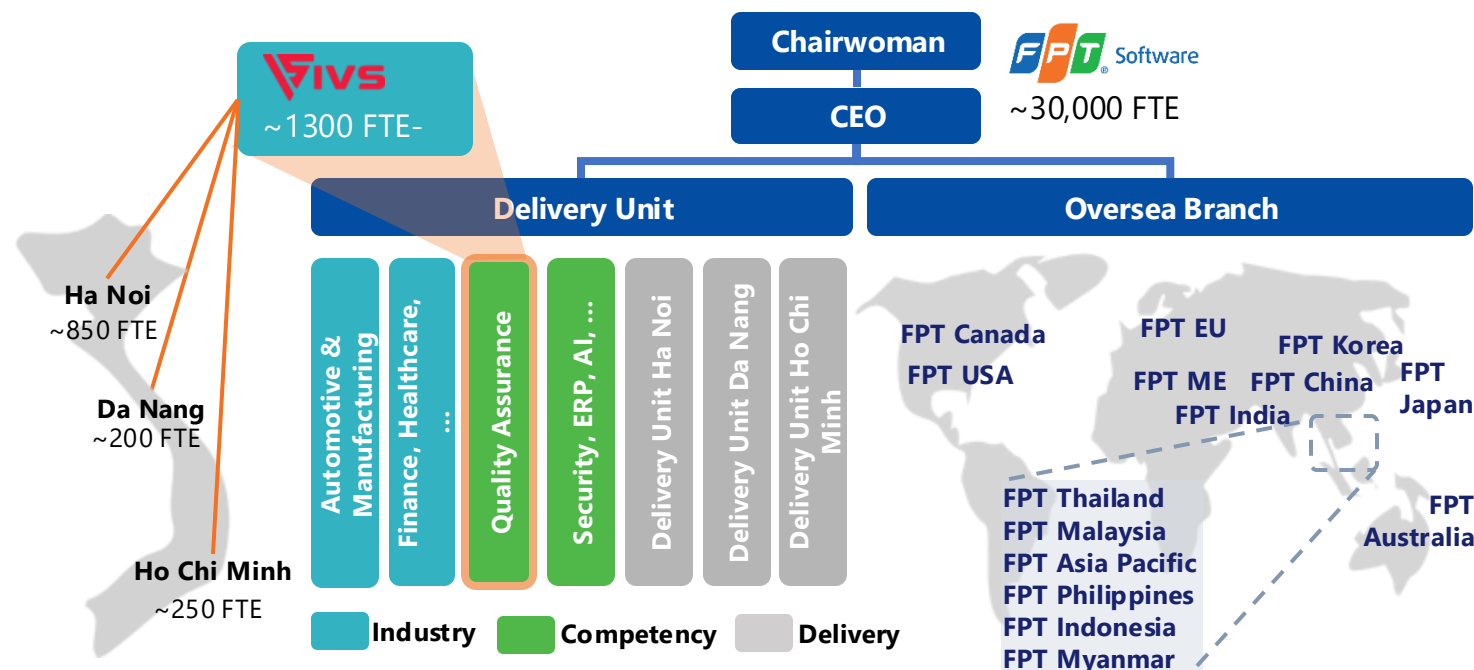 FIVS
~1300 FTE-
Chairwoman
CEO
FPT Software
~30,000 FTE
Delivery Unit
Oversea Branch
Ha Noi
~850 FTE
Da Nang
~200 FTE
Ho Chi Minh
~250 FTE
Automotive &
Manufacturing
Finance, Healthcare,
...
Quality Assurance
Security, ERP, AI, ...
Delivery Unit Ha Noi
Delivery Unit Da Nang
Delivery Unit Ho Chi
Minh
Industry
Competency
Delivery
FPT Canada
FPT USA
FPT EU
FPT Korea
FPT ME
FPT China
FPT
Japan
FPT India
FPT Thailand
FPT Malaysia
FPT Asia Pacific
FPT Philippines
FPT Indonesia
FPT Myanmar
FPT
Australia